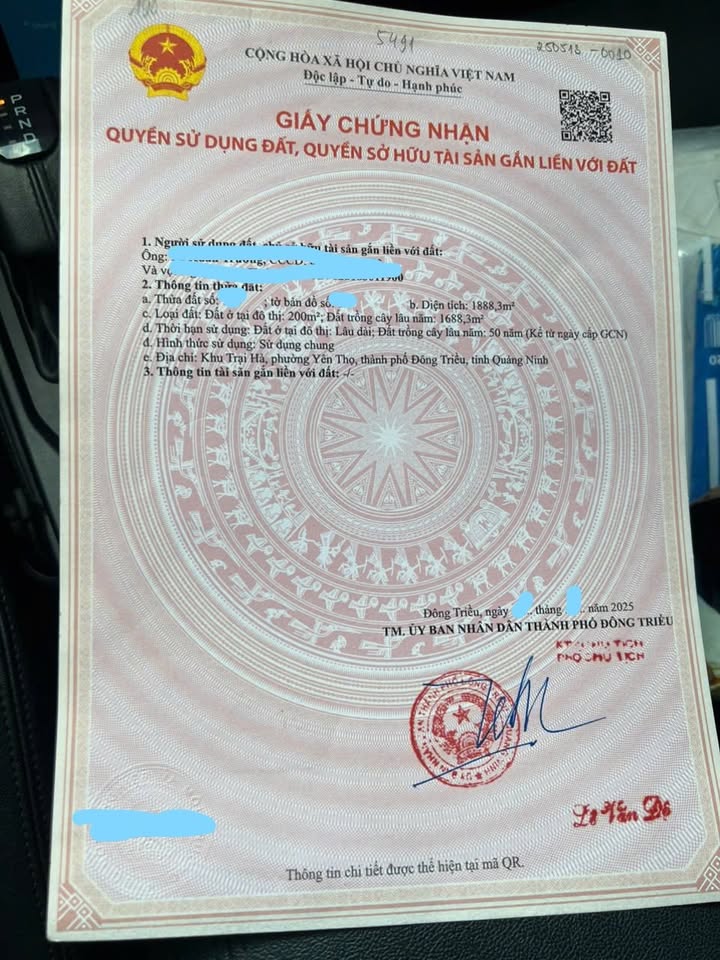 5491
250518-0010
CỘNG HÒA XÃ HỘI CHỦ NGHĨA VIỆT NAM
Độc lập - Tự do - Hạnh phúc
GIẤY CHỨNG NHẬN
QUYỀN SỬ DỤNG ĐẤT, QUYỀN SỞ HỮU TÀI SẢN GẮN LIỀN VỚI ĐẤT
1. Người sử dụng đất, chủ sở hữu tài sản gắn liền với đất:
Ông:
Và vợ
2. Thông tin thửa đất:
a. Thửa đất số: ; tờ bản đồ số: b. Diện tích: 1888,3m²
c. Loại đất: Đất ở tại đô thị: 200m²; Đất trồng cây lâu năm: 1688,3m²
d. Thời hạn sử dụng: Đất ở tại đô thị: Lâu dài; Đất trồng cây lâu năm: 50 năm (Kể từ ngày cấp GCN)
đ. Hình thức sử dụng: Sử dụng chung
e. Địa chỉ: Khu Trại Hà, phường Yên Thọ, thành phố Đông Triều, tỉnh Quảng Ninh
3. Thông tin tài sản gắn liền với đất: -/-
Đông Triều, ngày tháng năm 2025
TM. ỦY BAN NHÂN DÂN THÀNH PHỐ ĐÔNG TRIỀU
KT. CHỦ TỊCH
PHÓ CHỦ TỊCH
Lê Văn Độ
Thông tin chi tiết được thể hiện tại mã QR.
P
R
N
D